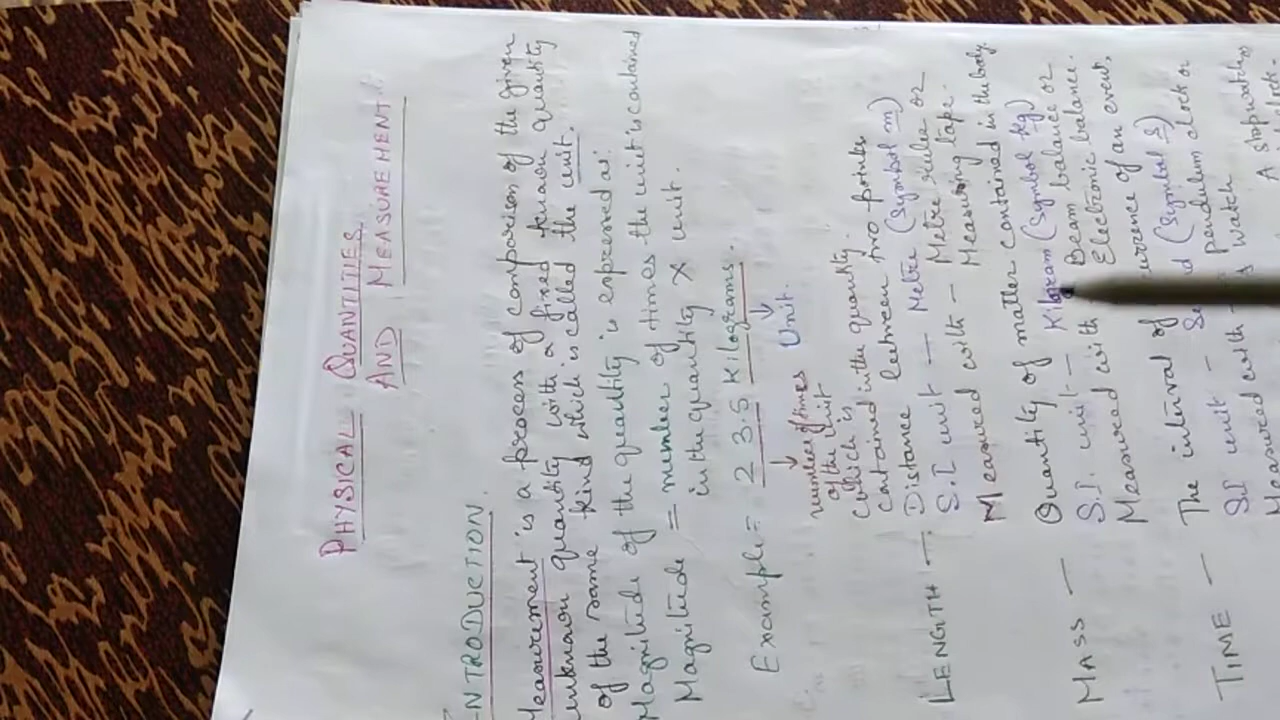 PHYSICAL QUANTITIES
AND MEASUREMENT
INTRODUCTION.
Measurement is a process of comparison of the given
unknown quantity with a fixed known quantity
of the same kind which is called the unit.
Magnitude of the quantity is expressed as:
Magnitude = number of times the unit is contained
in the quantity X unit.
Example:- 23.5 Kilograms.
number of times
of the unit
which is
contained in the quantity.
Unit.
LENGTH - Distance between two points
S.I unit - Metre (Symbol m)
Measured with - Metre rule or
Measuring tape.
MASS - Quantity of matter contained in the body
S.I. unit - Kilogram (Symbol kg)
Measured with Beam balance or
Electronic balance.
TIME - The interval of of an event,
S.I unit - (Symbol s)
Measured with pendulum clock or
watch A stopwatch